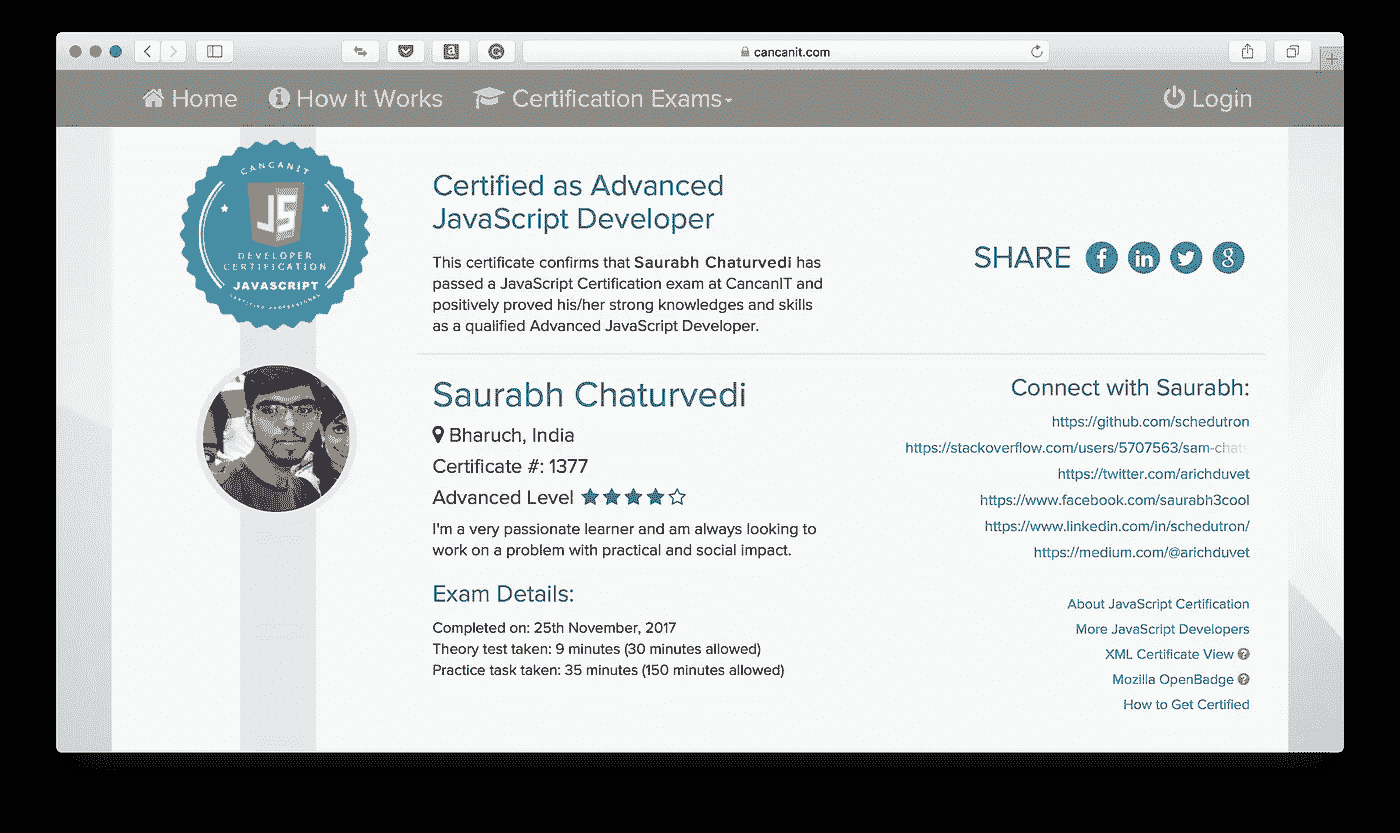 cancanit.com
Home
How It Works
Certification Exams
Login
CANCANIT
JS
DEVELOPER
CERTIFICATION
JAVASCRIPT
CERTIFIED PROFESSIONAL
Certified as Advanced
JavaScript Developer
This certificate confirms that Saurabh Chaturvedi has
passed a JavaScript Certification exam at CancanIT and
positively proved his/her strong knowledges and skills
as a qualified Advanced JavaScript Developer.
SHARE
Saurabh Chaturvedi
Bharuch, India
Certificate #: 1377
Advanced Level
I'm a very passionate learner and am always looking to
work on a problem with practical and social impact.
Exam Details:
Completed on: 25th November, 2017
Theory test taken: 9 minutes (30 minutes allowed)
Practice task taken: 35 minutes (150 minutes allowed)
Connect with Saurabh:
https://github.com/schedutron
https://stackoverflow.com/users/5707563/sam-chats
https://twitter.com/arichduvet
https://www.facebook.com/saurabh3cool
https://www.linkedin.com/in/schedutron/
https://medium.com/@arichduvet
About JavaScript Certification
More JavaScript Developers
XML Certificate View
Mozilla OpenBadge
How to Get Certified